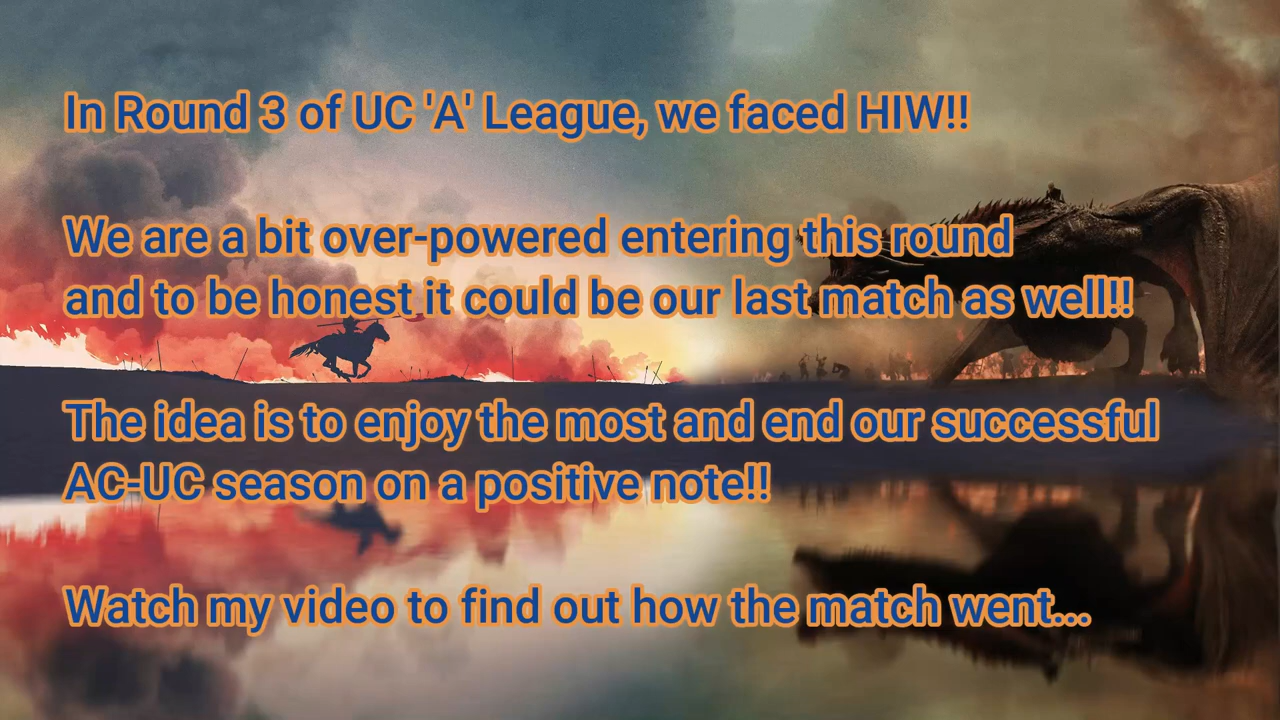 In Round 3 of UC 'A' League, we faced HIW!!
We are a bit over-powered entering this round
and to be honest it could be our last match as well!!
The idea is to enjoy the most and end our successful
AC-UC season on a positive note!!
Watch my video to find out how the match went...